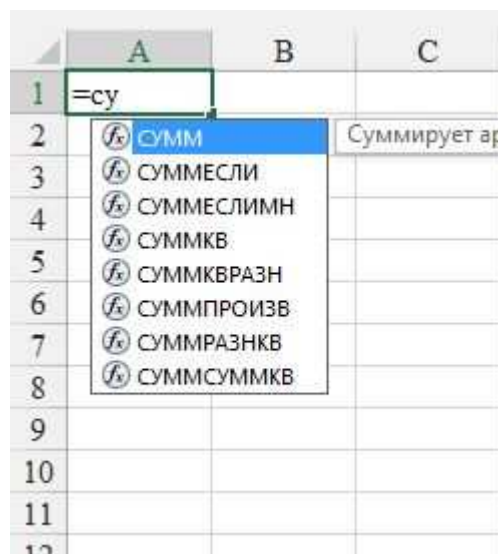 A B C
1 =су
2 СУММ Суммирует ар
3 СУММЕСЛИ
4 СУММЕСЛИМН
5 СУММКВ
СУММКВРАЗН
6 СУММПРОИЗВ
7 СУММРАЗНКВ
8 СУММСУММКВ
9
10
11
12